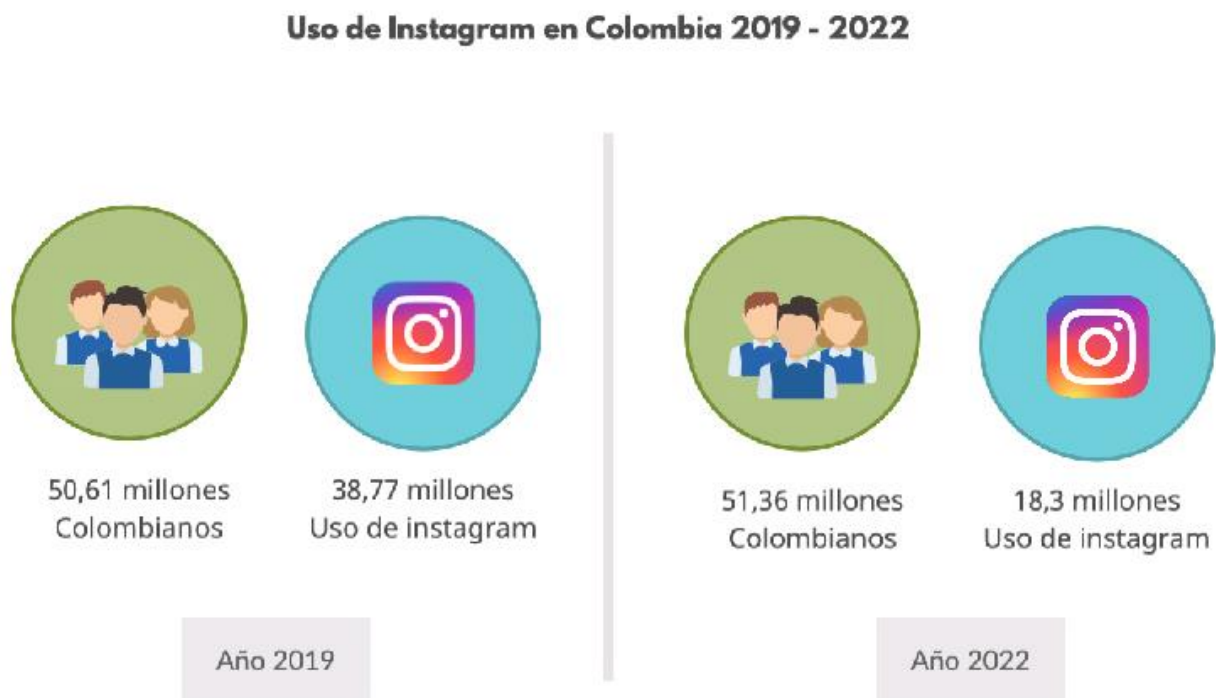 Uso de Instagram en Colombia 2019 - 2022
50,61 millones
Colombianos
38,77 millones
Uso de instagram
51,36 millones
Colombianos
18,3 millones
Uso de instagram
Año 2019
Año 2022